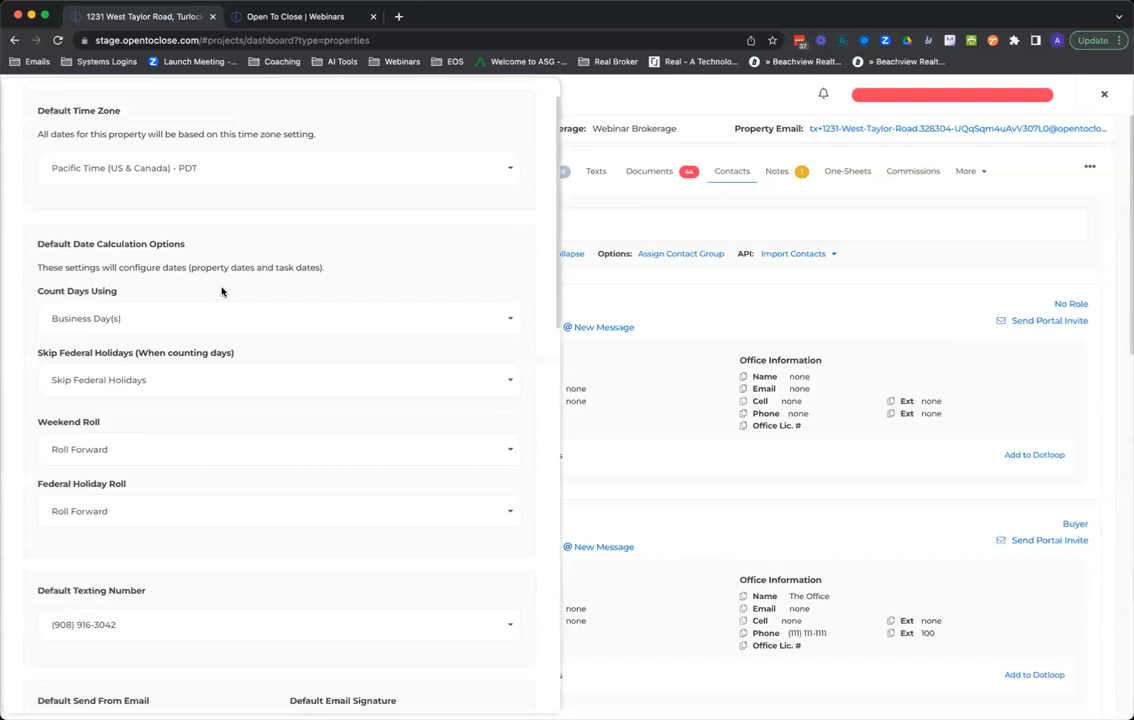 1231 West Taylor Road, Turlock
Open To Close | Webinars
stage.opentoclose.com/#projects/dashboard?type=properties
37
A
Update
Emails
Systems Logins
Launch Meeting -...
Coaching
AI Tools
Webinars
EOS
Welcome to ASG -...
Real Broker
Real - A Technolo...
» Beachview Realt...
» Beachview Realt...
Default Time Zone
All dates for this property will be based on this time zone setting.
Pacific Time (US & Canada) - PDT
Default Date Calculation Options
These settings will configure dates (property dates and task dates).
Count Days Using
Business Day(s)
Skip Federal Holidays (When counting days)
Skip Federal Holidays
Weekend Roll
Roll Forward
Federal Holiday Roll
Roll Forward
Default Texting Number
(908) 916-3042
Default Send From Email
Default Email Signature
erage: Webinar Brokerage
Property Email: tx+1231-West-Taylor-Road.328304-UQqSqm4uAvV307L0@opentoclo...
0 Texts Documents 44 Contacts Notes 1 One-Sheets Commissions More
ollapse Options: Assign Contact Group API: Import Contacts
No Role
@ New Message
Send Portal Invite
Office Information
Name none
none
Email none
none
Cell none
Ext none
Phone none
Ext none
Office Lic. #
s
Add to Dotloop
Buyer
@ New Message
Send Portal Invite
Office Information
Name The Office
none
Email none
none
Cell none
Ext none
Phone (111) 111-1111
Ext 100
Office Lic. #
s
Add to Dotloop